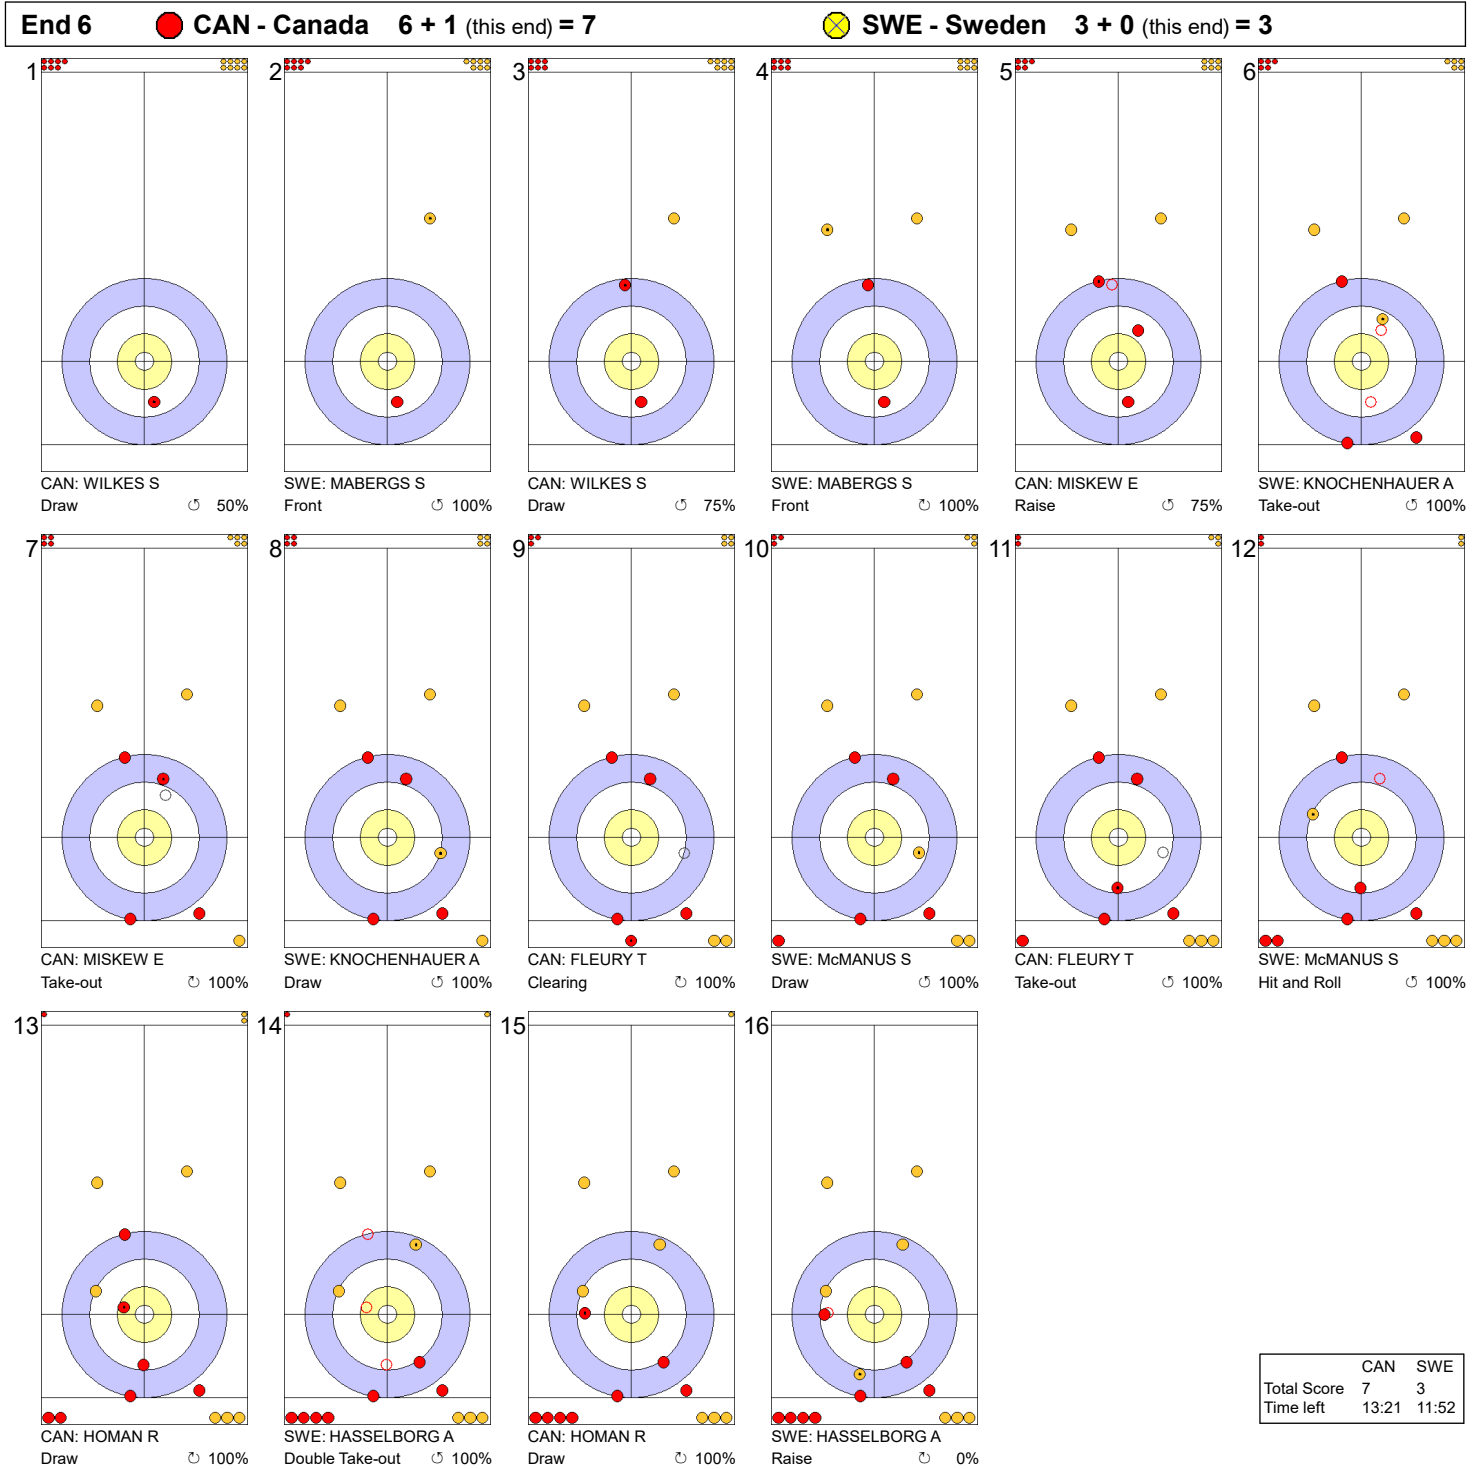 End 6 CAN - Canada 6 + 1 (this end) = 7 SWE - Sweden 3 + 0 (this end) = 3
1 2 3 4 5 6
CAN: WILKES S SWE: MABERGS S CAN: WILKES S SWE: MABERGS S CAN: MISKEW E SWE: KNOCHENHAUER A
Draw ↺ 50% Front ↺ 100% Draw ↺ 75% Front ↻ 100% Raise ↺ 75% Take-out ↺ 100%
7 8 9 10 11 12
CAN: MISKEW E SWE: KNOCHENHAUER A CAN: FLEURY T SWE: McMANUS S CAN: FLEURY T SWE: McMANUS S
Take-out ↻ 100% Draw ↻ 100% Clearing ↻ 100% Draw ↺ 100% Take-out ↻ 100% Hit and Roll ↻ 100%
13 14 15 16
CAN: HOMAN R SWE: HASSELBORG A CAN: HOMAN R SWE: HASSELBORG A
Draw ↻ 100% Double Take-out ↺ 100% Draw ↻ 100% Raise ↻ 0%
CAN SWE
Total Score 7 3
Time left 13:21 11:52